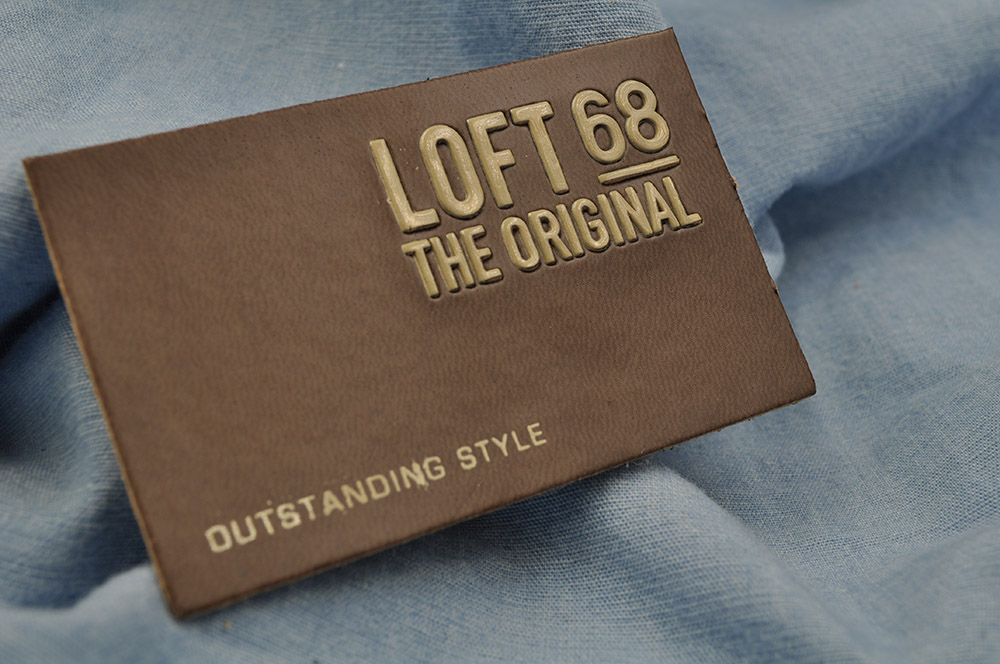 LOFT 68
THE ORIGINAL
OUTSTANDING STYLE